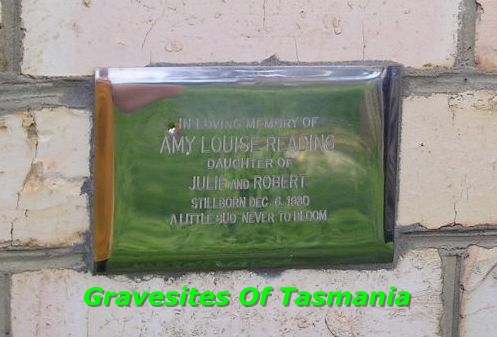 IN LOVING MEMORY OF
AMY LOUISE READING
DAUGHTER OF
JULIE AND ROBERT
STILLBORN DEC. 6. 1980
A LITTLE BUD NEVER TO BLOOM
Gravesites Of Tasmania